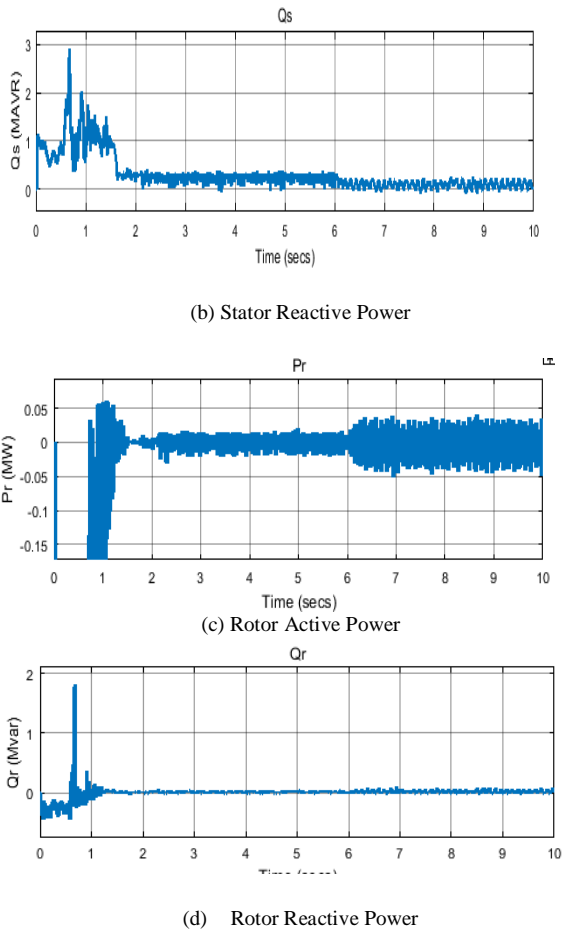 Qs
3
2
1
0
Qs (MAVR)
0 1 2 3 4 5 6 7 8 9 10
Time (secs)
(b) Stator Reactive Power
Pr
0.05
0
-0.05
-0.1
-0.15
Pr (MW)
0 1 2 3 4 5 6 7 8 9 10
Time (secs)
(c) Rotor Active Power
Qr
2
1
0
Qr (Mvar)
0 1 2 3 4 5 6 7 8 9 10
Time (secs)
(d) Rotor Reactive Power